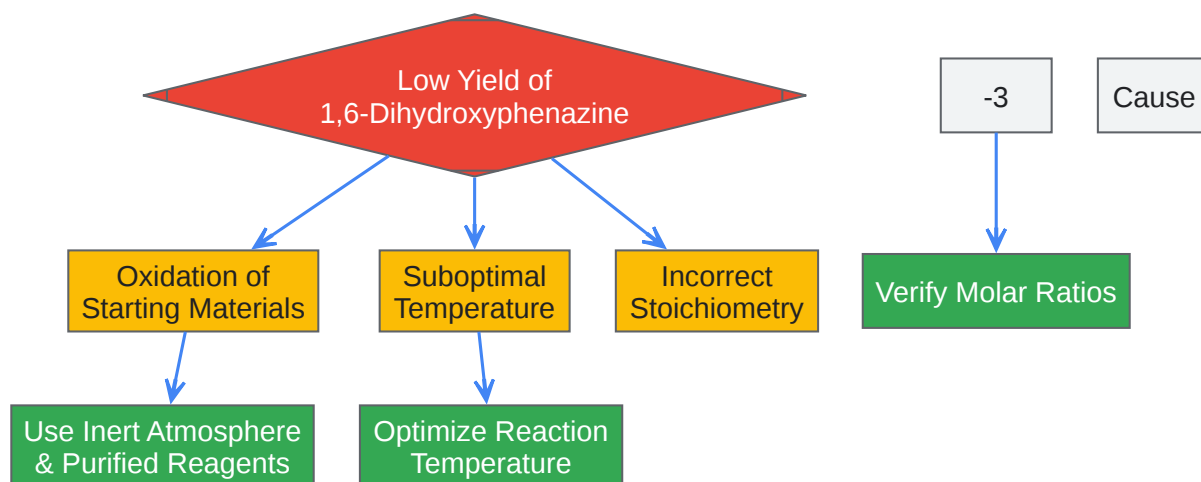 Low Yield of
1,6-Dihydroxyphenazine
-3
Cause
Oxidation of
Starting Materials
Suboptimal
Temperature
Incorrect
Stoichiometry
Verify Molar Ratios
Use Inert Atmosphere
& Purified Reagents
Optimize Reaction
Temperature